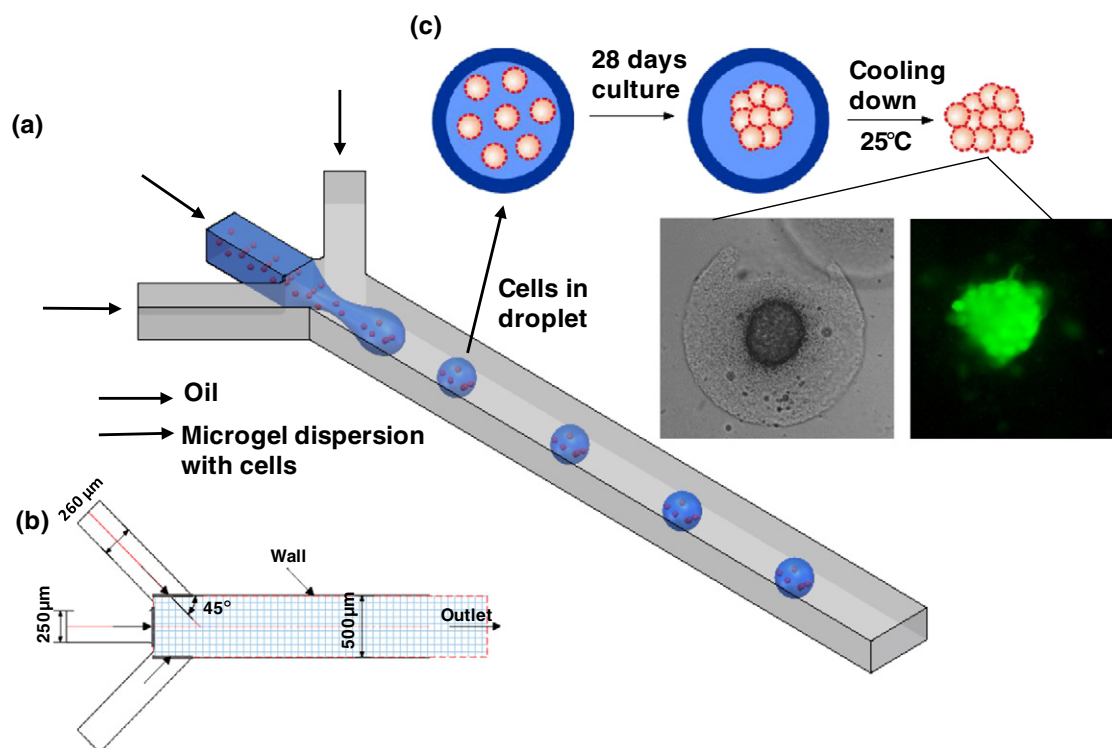 (c)
28 days
culture
Cooling
down
25°C
(a)
Cells in
droplet
Oil
Microgel dispersion
with cells
(b)
260 µm
Wall
45°
250µm
500µm
Outlet